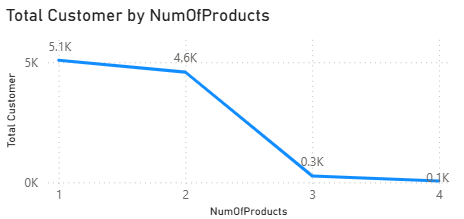 Total Customer by NumOfProducts
5.1K
4.6K
5K
Total Customer
0.3K
0.1K
0K
1 2 3 4
NumOfProducts